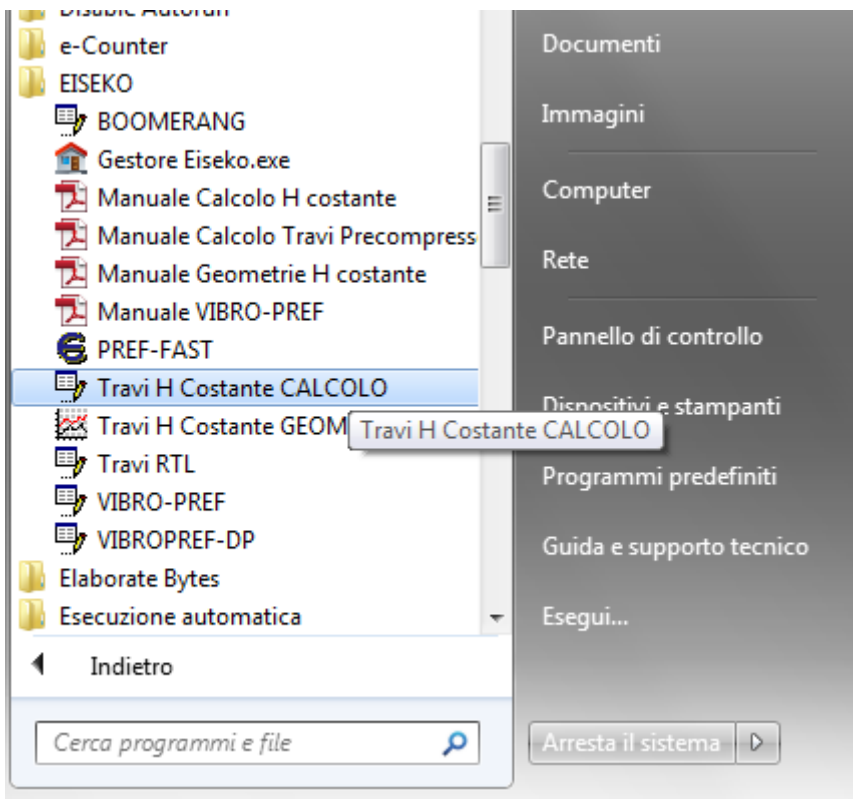 Disable Autorun
e-Counter
EISEKO
BOOMERANG
Gestore Eiseko.exe
Manuale Calcolo H costante
Manuale Calcolo Travi Precompress
Manuale Geometrie H costante
Manuale VIBRO-PREF
PREF-FAST
Travi H Costante CALCOLO
Travi H Costante GEOM
Travi H Costante CALCOLO
Travi RTL
VIBRO-PREF
VIBROPREF-DP
Elaborate Bytes
Esecuzione automatica
Indietro
Cerca programmi e file
Documenti
Immagini
Computer
Rete
Pannello di controllo
Dispositivi e stampanti
Programmi predefiniti
Guida e supporto tecnico
Esegui...
Arresta il sistema